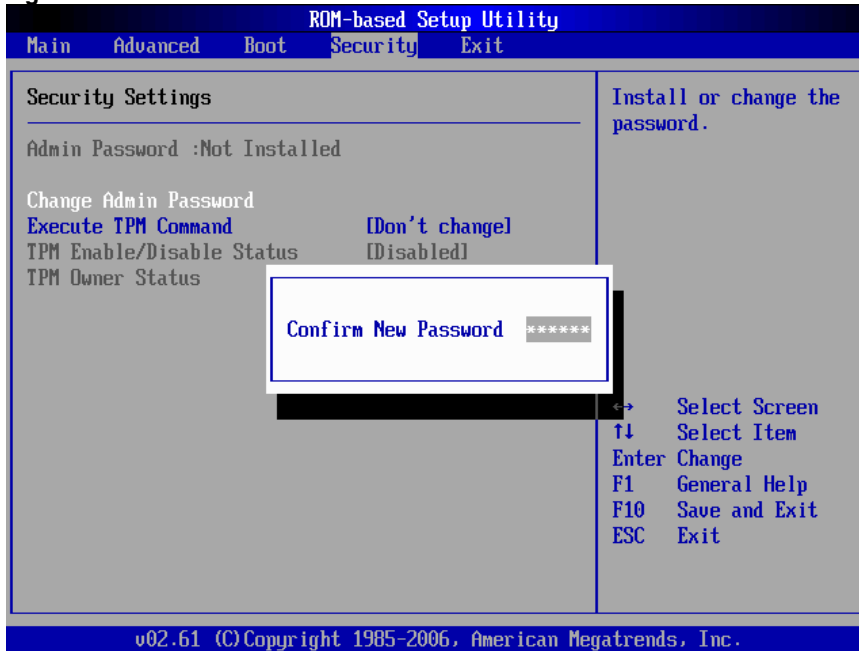 ROM-based Setup Utility
Main Advanced Boot Security Exit
Security Settings
Admin Password :Not Installed
Change Admin Password
Execute TPM Command [Don't change]
TPM Enable/Disable Status [Disabled]
TPM Owner Status
Confirm New Password ******
Install or change the
password.
↔ Select Screen
↑↓ Select Item
Enter Change
F1 General Help
F10 Save and Exit
ESC Exit
v02.61 (C)Copyright 1985-2006, American Megatrends, Inc.